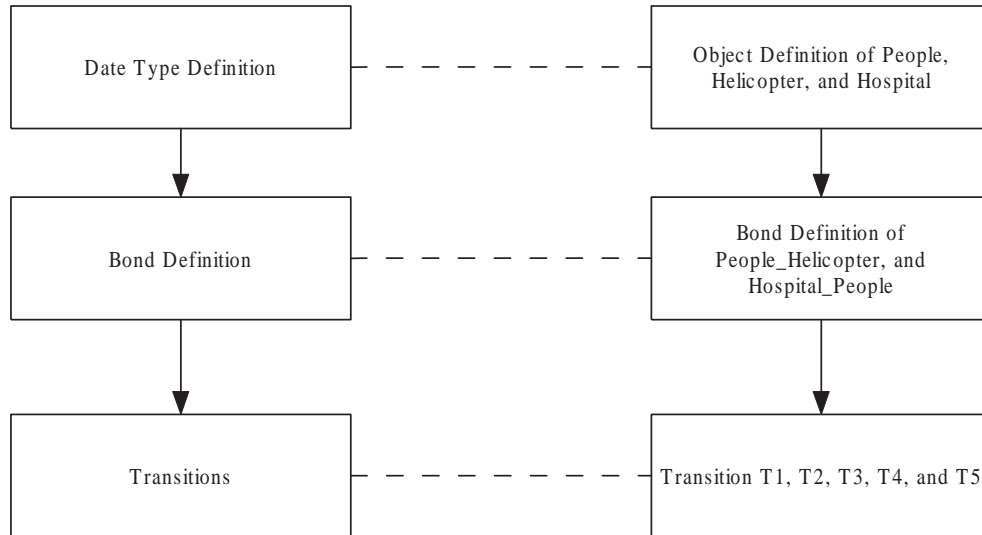 Date Type Definition
Object Definition of People,
Helicopter, and Hospital
Bond Definition
Bond Definition of
People_Helicopter, and
Hospital_People
Transitions
Transition T1, T2, T3, T4, and T5